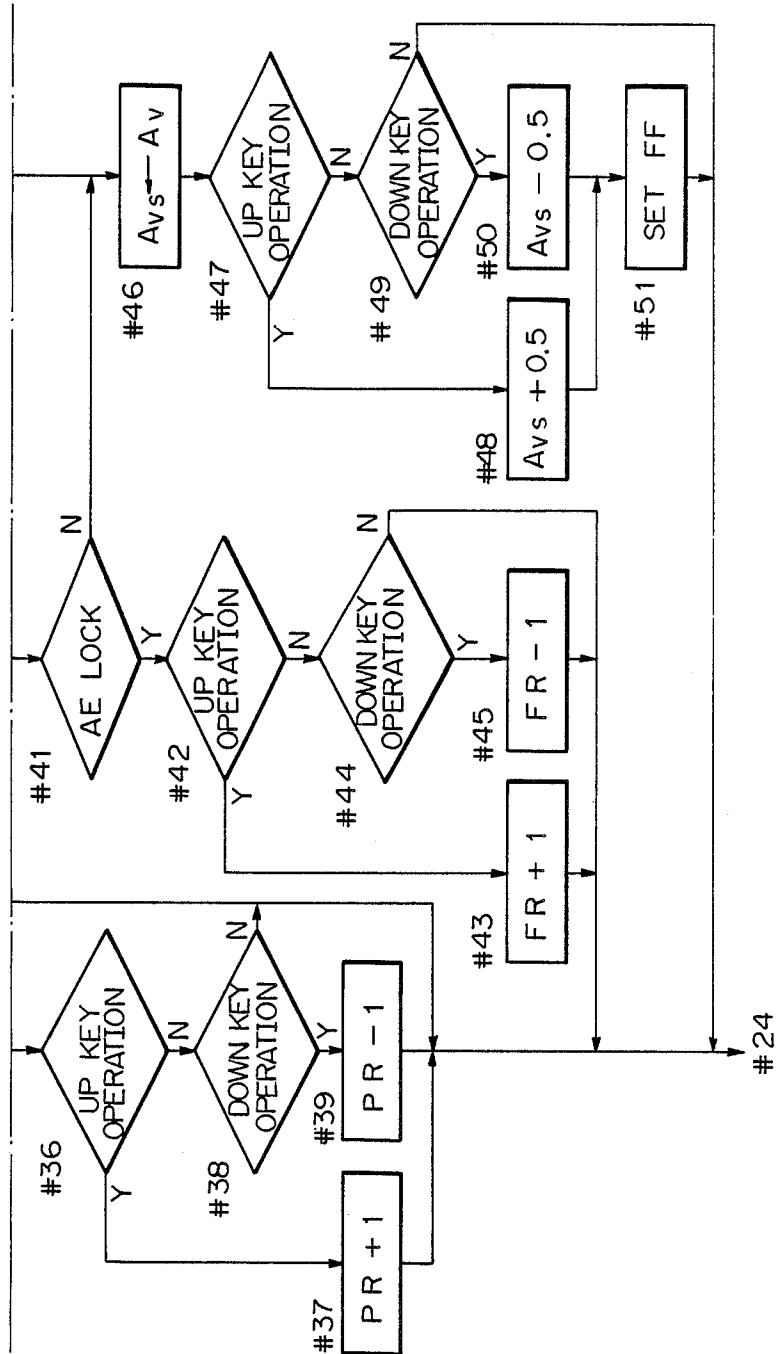 #36
UP KEY
OPERATION
Y
N
#37
PR + 1
#38
DOWN KEY
OPERATION
N
Y
#39
PR - 1
#41
AE LOCK
N
Y
#42
UP KEY
OPERATION
Y
N
#43
FR + 1
#44
DOWN KEY
OPERATION
N
Y
#45
FR - 1
#46
Avs ← Av
#47
UP KEY
OPERATION
Y
N
#48
Avs + 0.5
#49
DOWN KEY
OPERATION
N
Y
#50
Avs - 0.5
#51
SET FF
#24